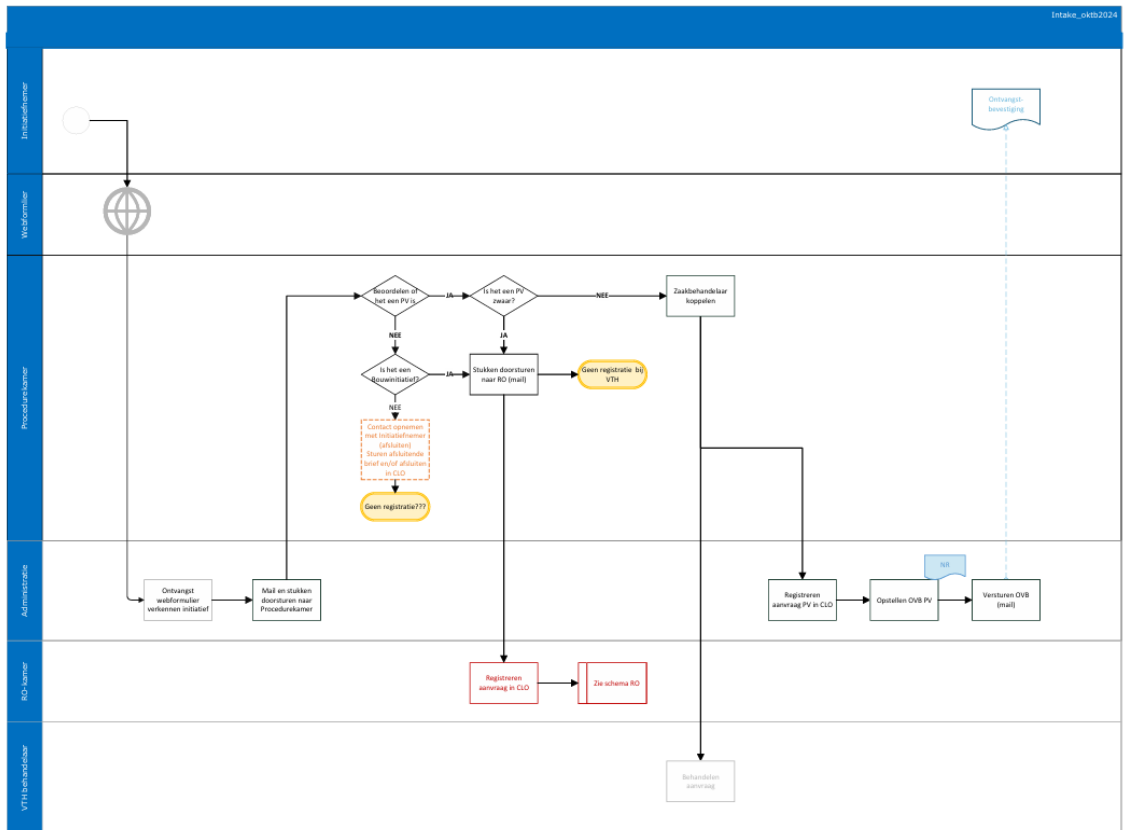 Intake_oktb2024
Initiatiefnemer
Ontvangst-
bevestiging
Webformlier
Procedurekamer
Beoordelen of
het een PV is
JA
Is het een PV
zwaar?
NEE
Zaakbehandelaar
koppelen
NEE
JA
Is het een
Bouwinitiatief?
JA
Stukken doorsturen
naar RO (mail)
Geen registratie bij
VTH
NEE
Contact opnemen
met Initiatiefnemer
(afsluiten)
Sturen afsluitende
brief en/of afsluiten
in CLO
Geen registratie???
Administratie
Ontvangst
webformulier
verkennen initiatief
Mail en stukken
doorsturen naar
Procedurekamer
Registreren
aanvraag PV in CLO
Opstellen OVB PV
NR
Versturen OVB
(mail)
RO-kamer
Registreren
aanvraag in CLO
Zie schema RO
VTH behandelaar
Behandelen
aanvraag